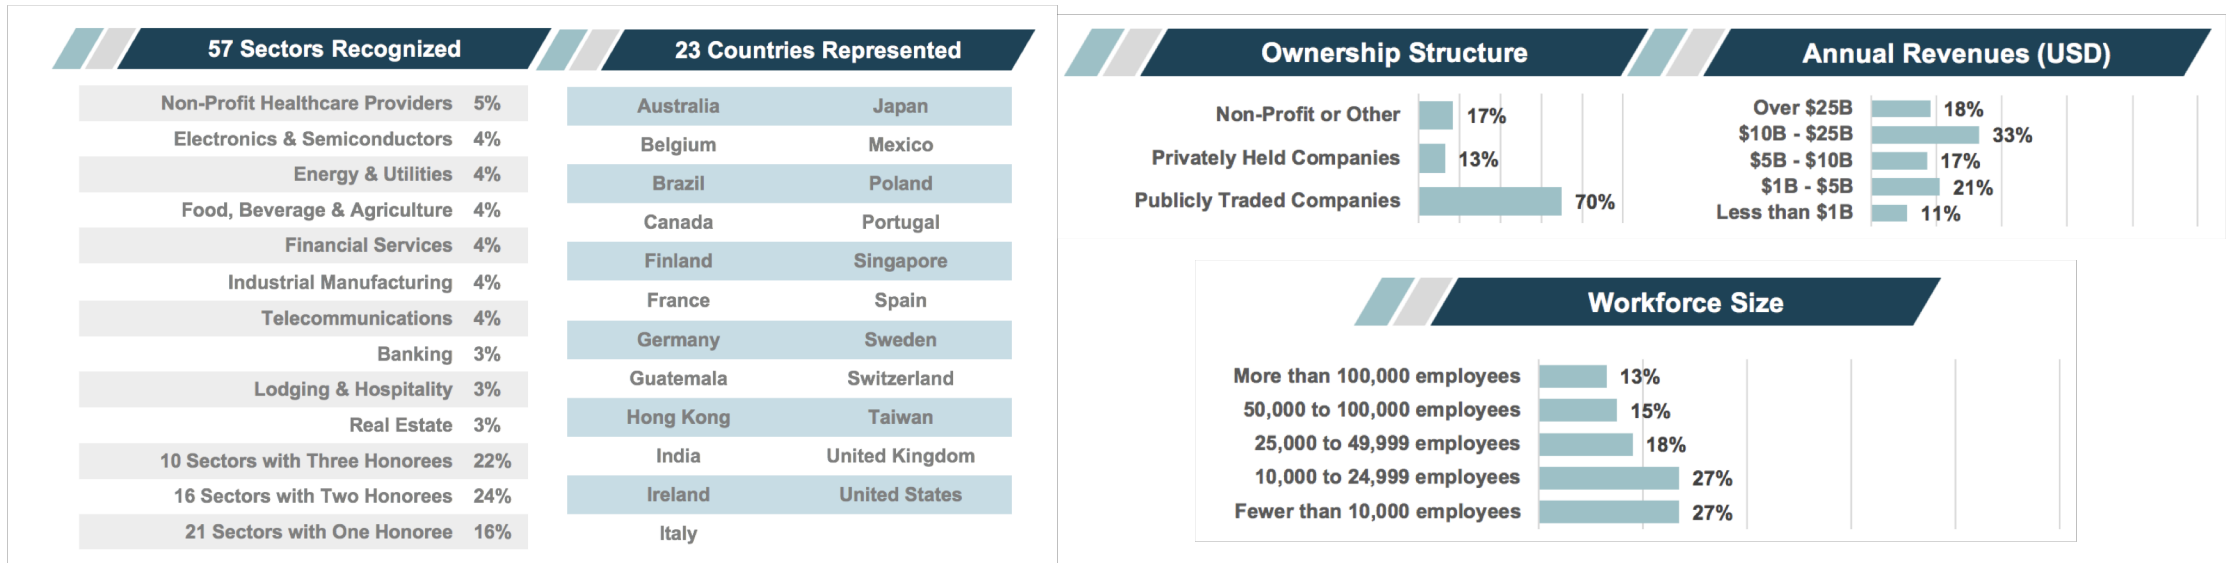 57 Sectors Recognized
Non-Profit Healthcare Providers 5%
Electronics & Semiconductors 4%
Energy & Utilities 4%
Food, Beverage & Agriculture 4%
Financial Services 4%
Industrial Manufacturing 4%
Telecommunications 4%
Banking 3%
Lodging & Hospitality 3%
Real Estate 3%
10 Sectors with Three Honorees 22%
16 Sectors with Two Honorees 24%
21 Sectors with One Honoree 16%
23 Countries Represented
Australia Japan
Belgium Mexico
Brazil Poland
Canada Portugal
Finland Singapore
France Spain
Germany Sweden
Guatemala Switzerland
Hong Kong Taiwan
India United Kingdom
Ireland United States
Italy
Ownership Structure
Non-Profit or Other 17%
Privately Held Companies 13%
Publicly Traded Companies 70%
Annual Revenues (USD)
Over $25B 18%
$10B - $25B 33%
$5B - $10B 17%
$1B - $5B 21%
Less than $1B 11%
Workforce Size
More than 100,000 employees 13%
50,000 to 100,000 employees 15%
25,000 to 49,999 employees 18%
10,000 to 24,999 employees 27%
Fewer than 10,000 employees 27%